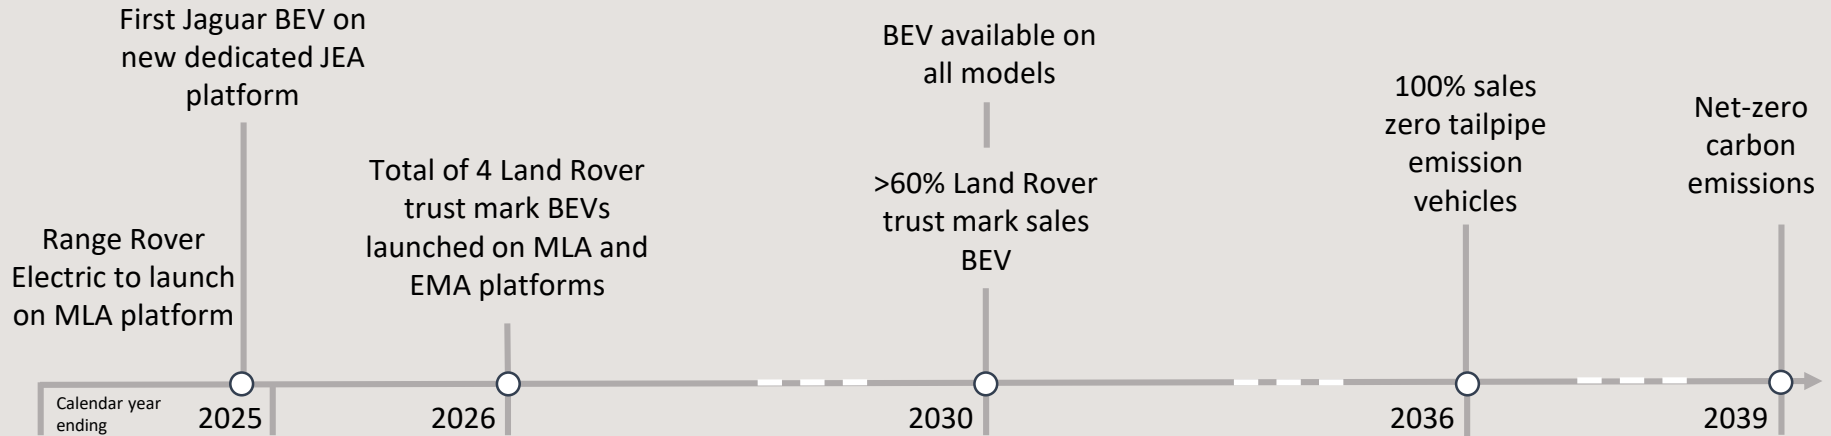 First Jaguar BEV on
new dedicated JEA
platform
Range Rover
Electric to launch
on MLA platform
Total of 4 Land Rover
trust mark BEVs
launched on MLA and
EMA platforms
BEV available on
all models
>60% Land Rover
trust mark sales
BEV
100% sales
zero tailpipe
emission
vehicles
Net-zero
carbon
emissions
Calendar year
ending
2025
2026
2030
2036
2039